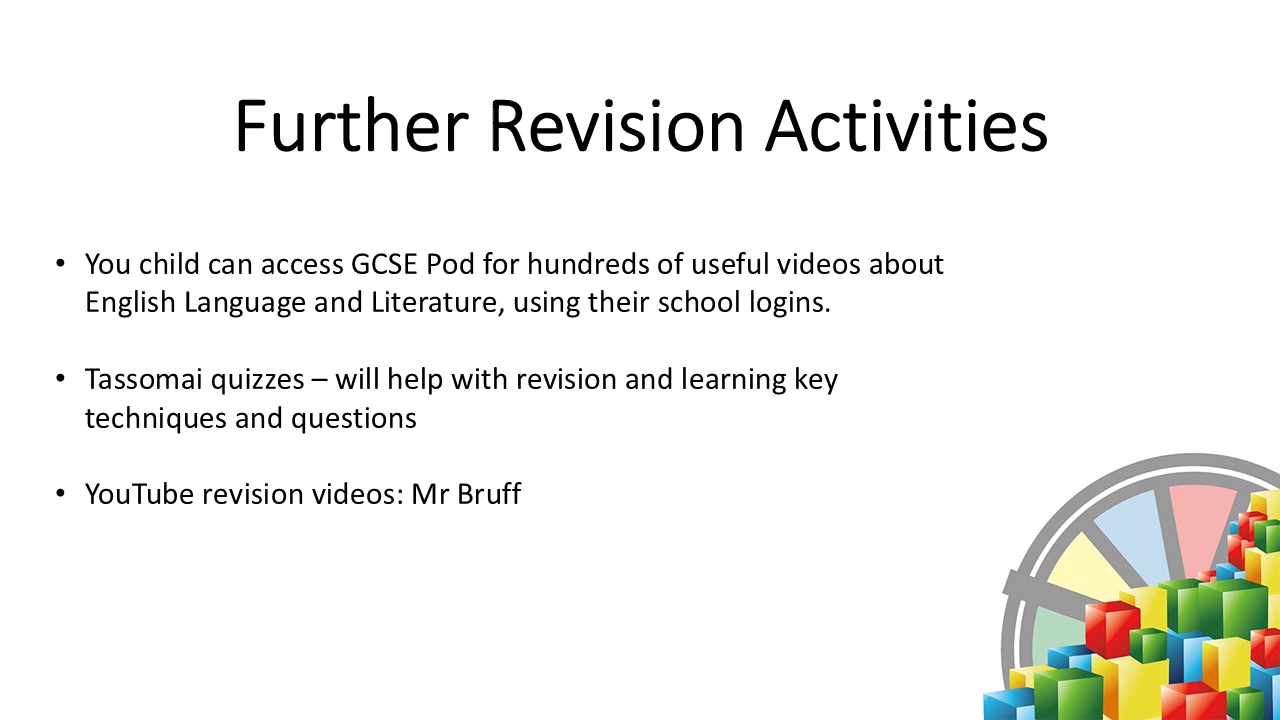 Further Revision Activities
• You child can access GCSE Pod for hundreds of useful videos about
English Language and Literature, using their school logins.
• Tassomai quizzes – will help with revision and learning key
techniques and questions
• YouTube revision videos: Mr Bruff